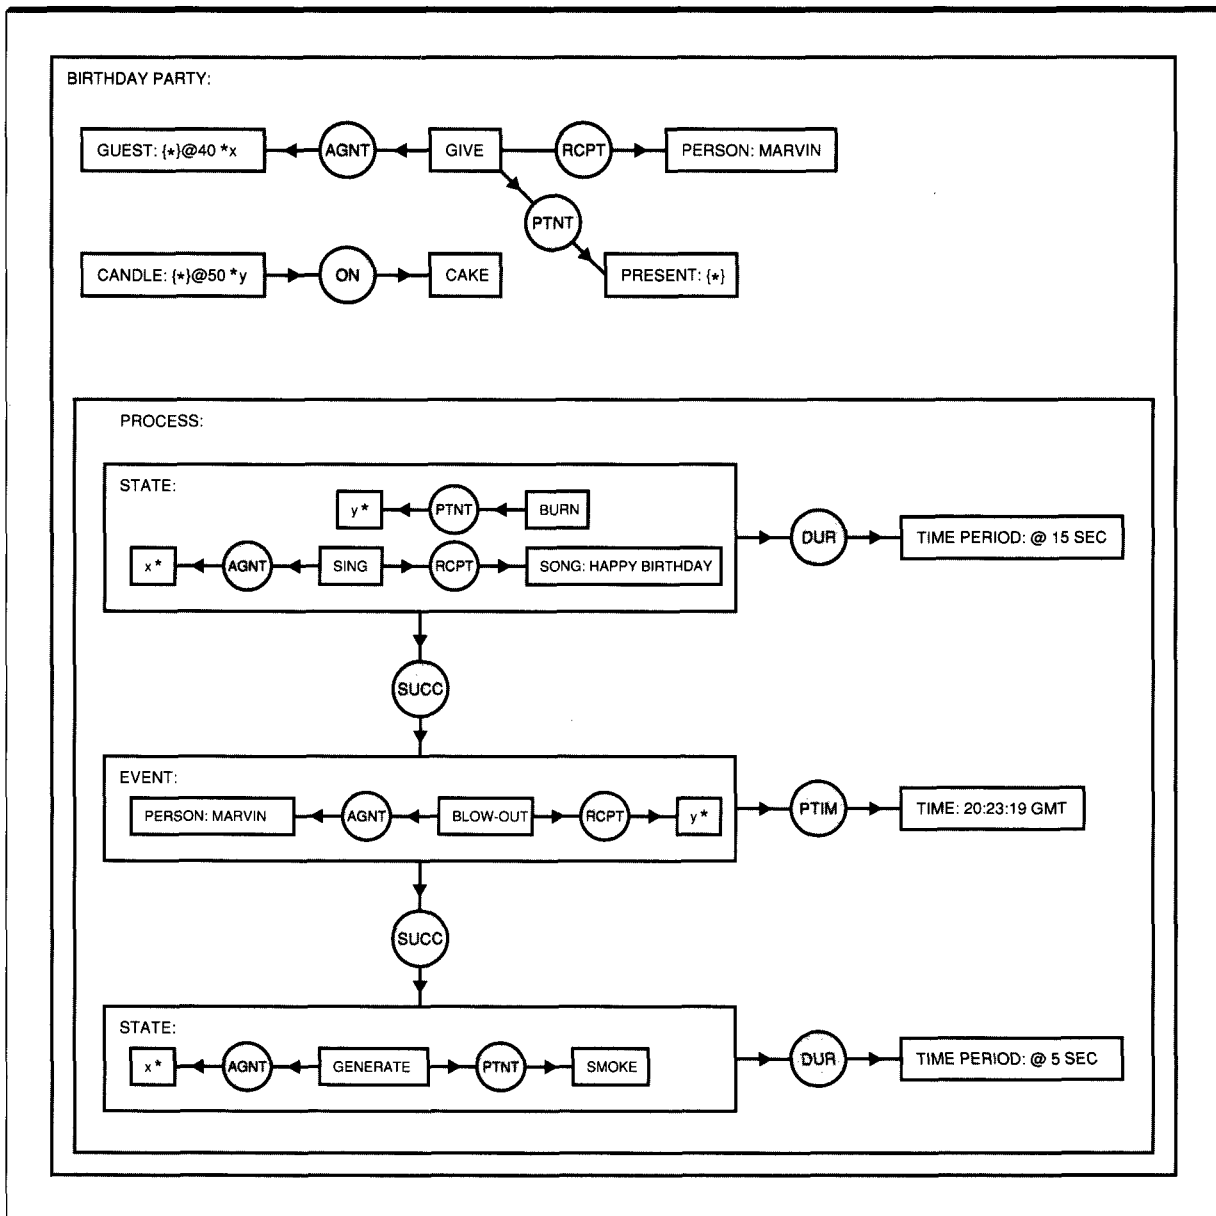 BIRTHDAY PARTY:
GUEST: {*}@40 *x AGNT GIVE RCPT PERSON: MARVIN
PTNT
CANDLE: {*}@50 *y ON CAKE PRESENT: {*}
PROCESS:
STATE:
y* PTNT BURN
DUR TIME PERIOD: @ 15 SEC
x* AGNT SING RCPT SONG: HAPPY BIRTHDAY
SUCC
EVENT:
PERSON: MARVIN AGNT BLOW-OUT RCPT y* PTIM TIME: 20:23:19 GMT
SUCC
STATE:
x* AGNT GENERATE PTNT SMOKE DUR TIME PERIOD: @ 5 SEC